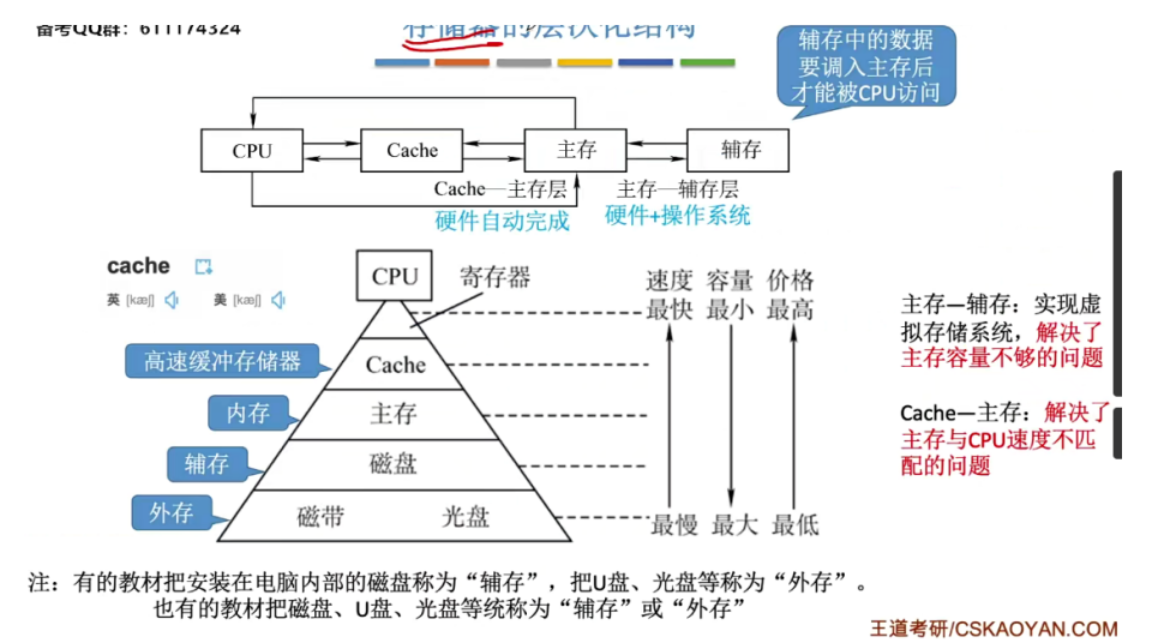 备考QQ群：611174324
存储器的层次化结构
辅存中的数据
要调入主存后
才能被CPU访问
CPU
Cache
主存
辅存
Cache—主存层
主存—辅存层
硬件自动完成
硬件+操作系统
cache
英 [kæʃ]
美 [kæʃ]
CPU
寄存器
速度 容量 价格
最快 最小 最高
高速缓冲存储器
Cache
内存
主存
辅存
磁盘
外存
磁带
光盘
最慢 最大 最低
主存—辅存：实现虚
拟存储系统，解决了
主存容量不够的问题
Cache—主存：解决了
主存与CPU速度不匹
配的问题
注：有的教材把安装在电脑内部的磁盘称为“辅存”，把U盘、光盘等称为“外存”。
也有的教材把磁盘、U盘、光盘等统称为“辅存”或“外存”
王道考研/CSKAOYAN.COM